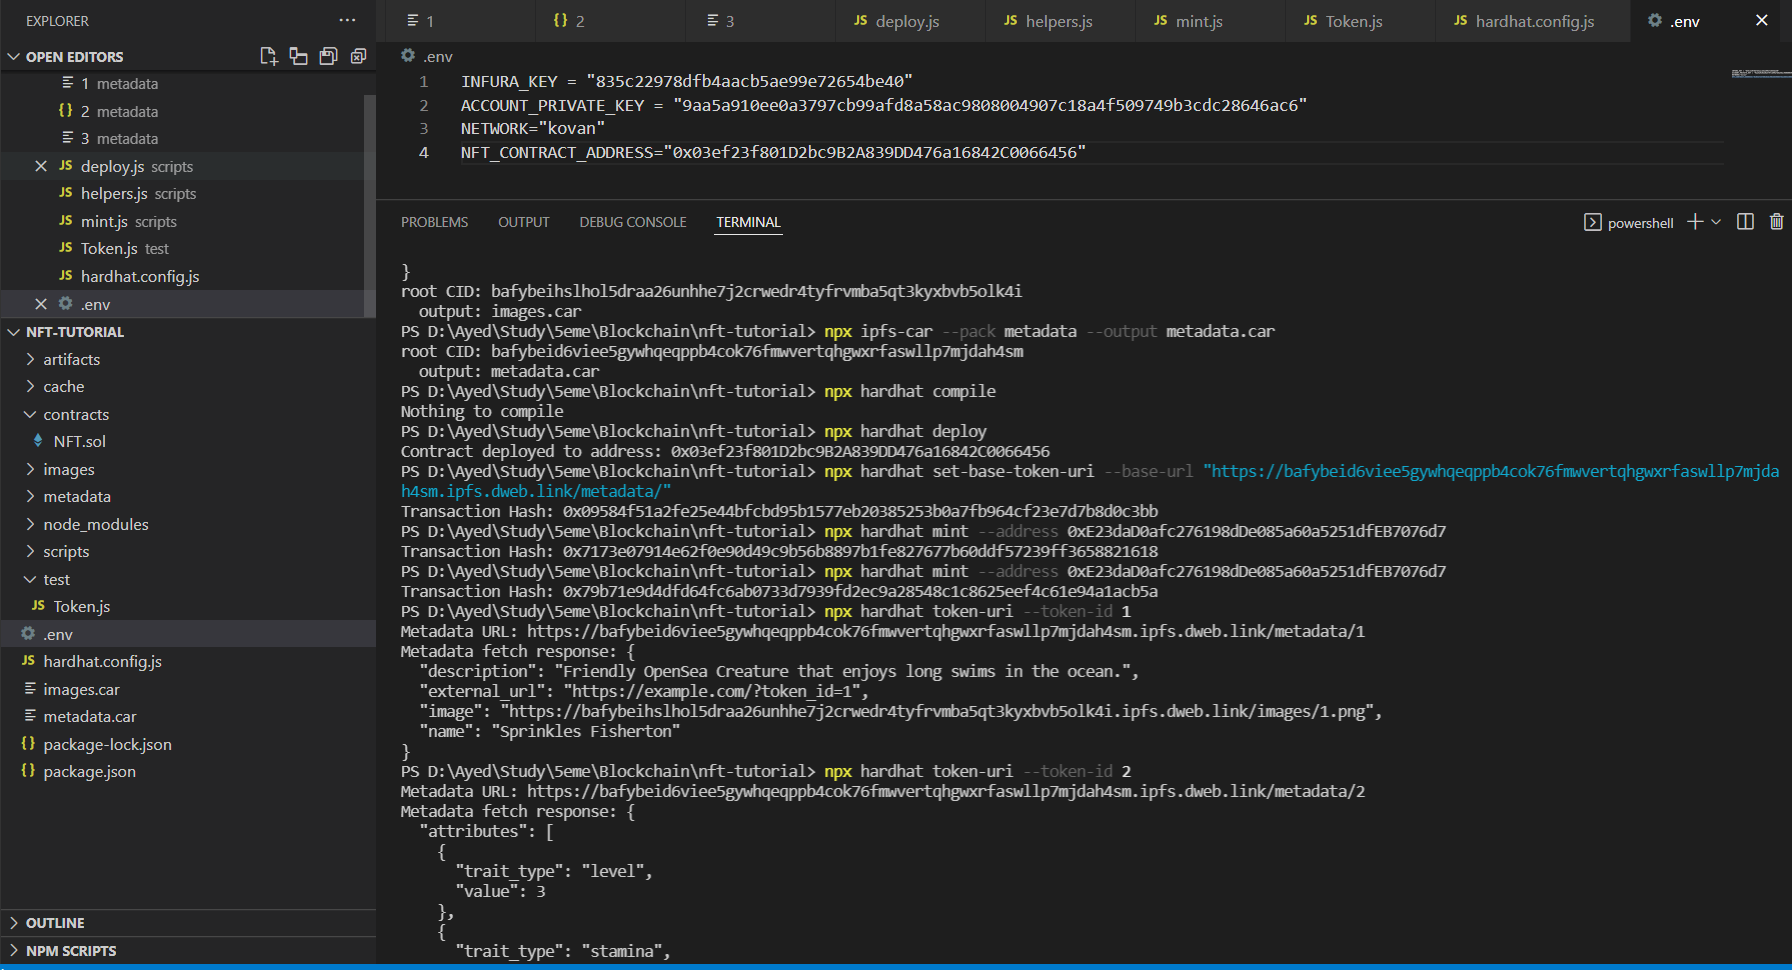 EXPLORER
OPEN EDITORS
1 metadata
{} 2 metadata
3 metadata
JS deploy.js scripts
JS helpers.js scripts
JS mint.js scripts
JS Token.js test
JS hardhat.config.js
.env
NFT-TUTORIAL
artifacts
cache
contracts
NFT.sol
images
metadata
node_modules
scripts
test
JS Token.js
.env
JS hardhat.config.js
images.car
metadata.car
{} package-lock.json
{} package.json
OUTLINE
NPM SCRIPTS
1 {} 2 3 JS deploy.js JS helpers.js JS mint.js JS Token.js JS hardhat.config.js .env
.env
1 INFURA_KEY = "835c22978dfb4aacb5ae99e72654be40"
2 ACCOUNT_PRIVATE_KEY = "9aa5a910ee0a3797cb99afd8a58ac9808004907c18a4f509749b3cdc28646ac6"
3 NETWORK="kovan"
4 NFT_CONTRACT_ADDRESS="0x03ef23f801D2bc9B2A839DD476a16842C0066456"
PROBLEMS OUTPUT DEBUG CONSOLE TERMINAL powershell
}
root CID: bafybeihslhol5draa26unhhe7j2crwedr4tyfrvmba5qt3kyxbvb5olk4i
output: images.car
PS D:\Ayed\Study\5eme\Blockchain\nft-tutorial> npx ipfs-car --pack metadata --output metadata.car
root CID: bafybeid6viee5gywhqeqppb4cok76fmwvertqhgwxrfaswllp7mjdah4sm
output: metadata.car
PS D:\Ayed\Study\5eme\Blockchain\nft-tutorial> npx hardhat compile
Nothing to compile
PS D:\Ayed\Study\5eme\Blockchain\nft-tutorial> npx hardhat deploy
Contract deployed to address: 0x03ef23f801D2bc9B2A839DD476a16842C0066456
PS D:\Ayed\Study\5eme\Blockchain\nft-tutorial> npx hardhat set-base-token-uri --base-url "https://bafybeid6viee5gywhqeqppb4cok76fmwvertqhgwxrfaswllp7mjda
h4sm.ipfs.dweb.link/metadata/"
Transaction Hash: 0x09584f51a2fe25e44bfcbd95b1577eb20385253b0a7fb964cf23e7d7b8d0c3bb
PS D:\Ayed\Study\5eme\Blockchain\nft-tutorial> npx hardhat mint --address 0xE23daD0afc276198dDe085a60a5251dfEB7076d7
Transaction Hash: 0x7173e07914e62f0e90d49c9b56b8897b1fe827677b60ddf57239ff3658821618
PS D:\Ayed\Study\5eme\Blockchain\nft-tutorial> npx hardhat mint --address 0xE23daD0afc276198dDe085a60a5251dfEB7076d7
Transaction Hash: 0x79b71e9d4dfd64fc6ab0733d7939fd2ec9a28548c1c8625eef4c61e94a1acb5a
PS D:\Ayed\Study\5eme\Blockchain\nft-tutorial> npx hardhat token-uri --token-id 1
Metadata URL: https://bafybeid6viee5gywhqeqppb4cok76fmwvertqhgwxrfaswllp7mjdah4sm.ipfs.dweb.link/metadata/1
Metadata fetch response: {
"description": "Friendly OpenSea Creature that enjoys long swims in the ocean.",
"external_url": "https://example.com/?token_id=1",
"image": "https://bafybeihslhol5draa26unhhe7j2crwedr4tyfrvmba5qt3kyxbvb5olk4i.ipfs.dweb.link/images/1.png",
"name": "Sprinkles Fisherton"
}
PS D:\Ayed\Study\5eme\Blockchain\nft-tutorial> npx hardhat token-uri --token-id 2
Metadata URL: https://bafybeid6viee5gywhqeqppb4cok76fmwvertqhgwxrfaswllp7mjdah4sm.ipfs.dweb.link/metadata/2
Metadata fetch response: {
"attributes": [
{
"trait_type": "level",
"value": 3
},
{
"trait_type": "stamina",